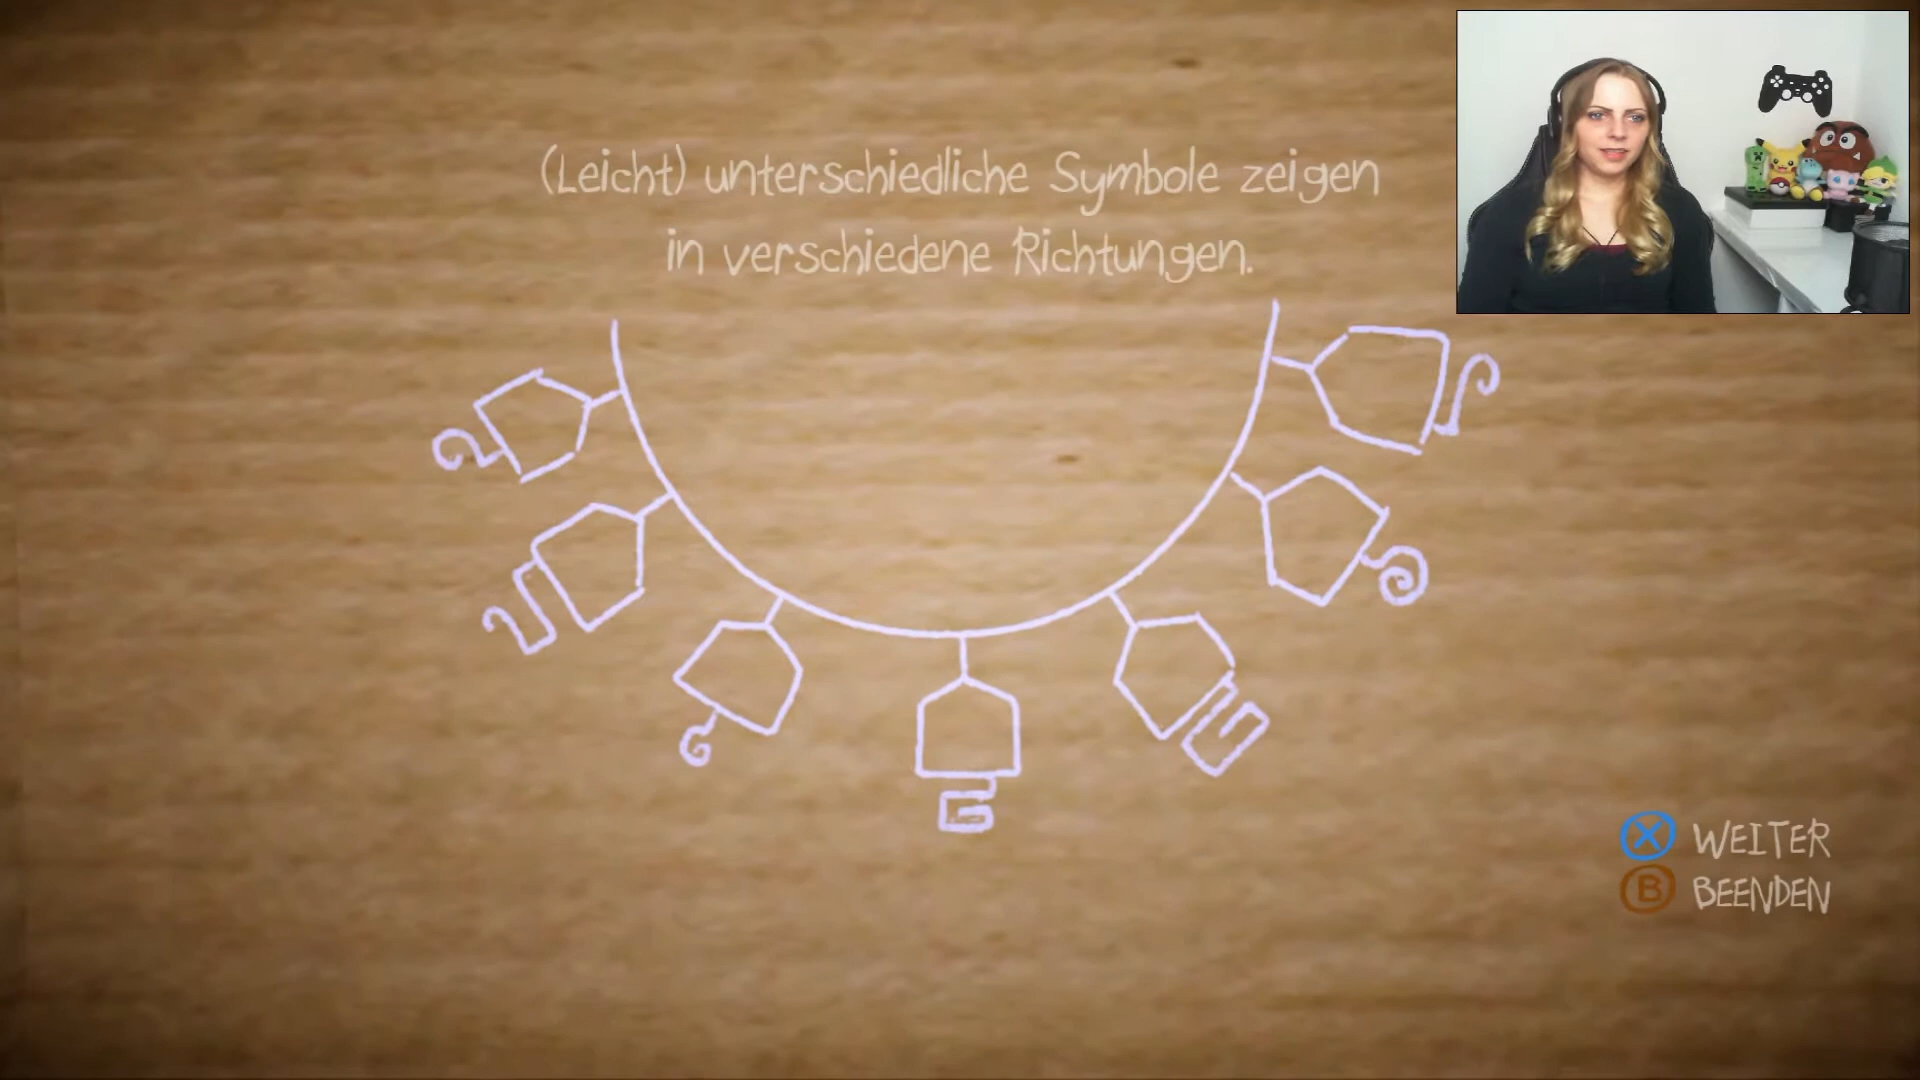 (Leicht) unterschiedliche Symbole zeigen
in verschiedene Richtungen.
X WEITER
B BEENDEN